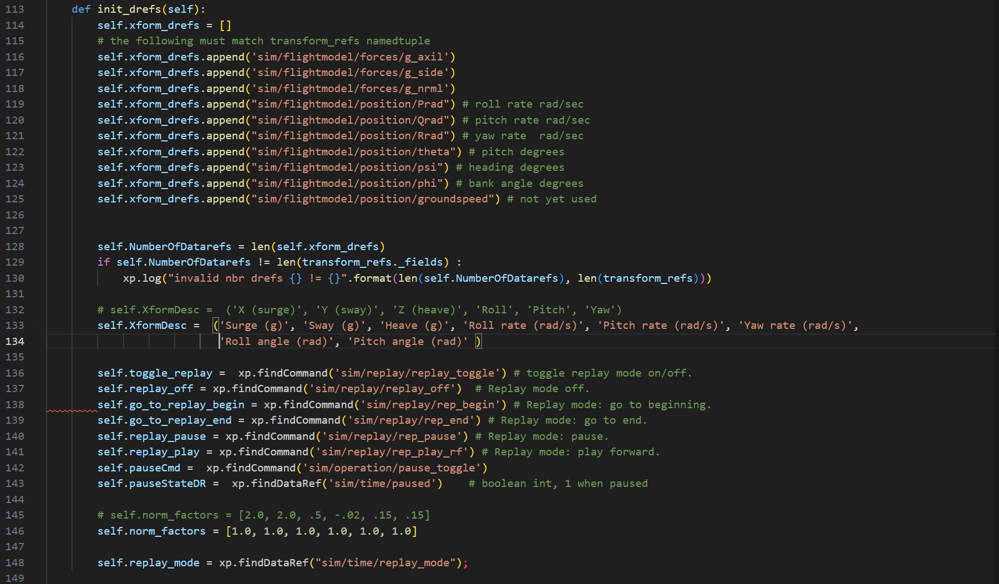 113 def init_drefs(self):
114 self.xform_drefs = []
115 # the following must match transform_refs namedtuple
116 self.xform_drefs.append('sim/flightmodel/forces/g_axil')
117 self.xform_drefs.append('sim/flightmodel/forces/g_side')
118 self.xform_drefs.append('sim/flightmodel/forces/g_nrml')
119 self.xform_drefs.append("sim/flightmodel/position/Prad") # roll rate rad/sec
120 self.xform_drefs.append("sim/flightmodel/position/Qrad") # pitch rate rad/sec
121 self.xform_drefs.append("sim/flightmodel/position/Rrad") # yaw rate  rad/sec
122 self.xform_drefs.append("sim/flightmodel/position/theta") # pitch degrees
123 self.xform_drefs.append("sim/flightmodel/position/psi") # heading degrees
124 self.xform_drefs.append("sim/flightmodel/position/phi") # bank angle degrees
125 self.xform_drefs.append("sim/flightmodel/position/groundspeed") # not yet used
126
127
128 self.NumberOfDatarefs = len(self.xform_drefs)
129 if self.NumberOfDatarefs != len(transform_refs._fields) :
130 xp.log("invalid nbr drefs {} != {}".format(len(self.NumberOfDatarefs), len(transform_refs)))
131
132 # self.XformDesc =  ('X (surge)', 'Y (sway)', 'Z (heave)', 'Roll', 'Pitch', 'Yaw')
133 self.XformDesc =  ('Surge (g)', 'Sway (g)', 'Heave (g)', 'Roll rate (rad/s)', 'Pitch rate (rad/s)', 'Yaw rate (rad/s)',
134 'Roll angle (rad)', 'Pitch angle (rad)' )
135
136 self.toggle_replay =  xp.findCommand('sim/replay/replay_toggle') # toggle replay mode on/off.
137 self.replay_off = xp.findCommand('sim/replay/replay_off')  # Replay mode off.
138 self.go_to_replay_begin = xp.findCommand('sim/replay/rep_begin') # Replay mode: go to beginning.
139 self.go_to_replay_end = xp.findCommand('sim/replay/rep_end') # Replay mode: go to end.
140 self.replay_pause = xp.findCommand('sim/replay/rep_pause') # Replay mode: pause.
141 self.replay_play = xp.findCommand('sim/replay/rep_play_rf') # Replay mode: play forward.
142 self.pauseCmd =  xp.findCommand('sim/operation/pause_toggle')
143 self.pauseStateDR =  xp.findDataRef('sim/time/paused')    # boolean int, 1 when paused
144
145 # self.norm_factors = [2.0, 2.0, .5, -.02, .15, .15]
146 self.norm_factors = [1.0, 1.0, 1.0, 1.0, 1.0, 1.0]
147
148 self.replay_mode = xp.findDataRef("sim/time/replay_mode");
149